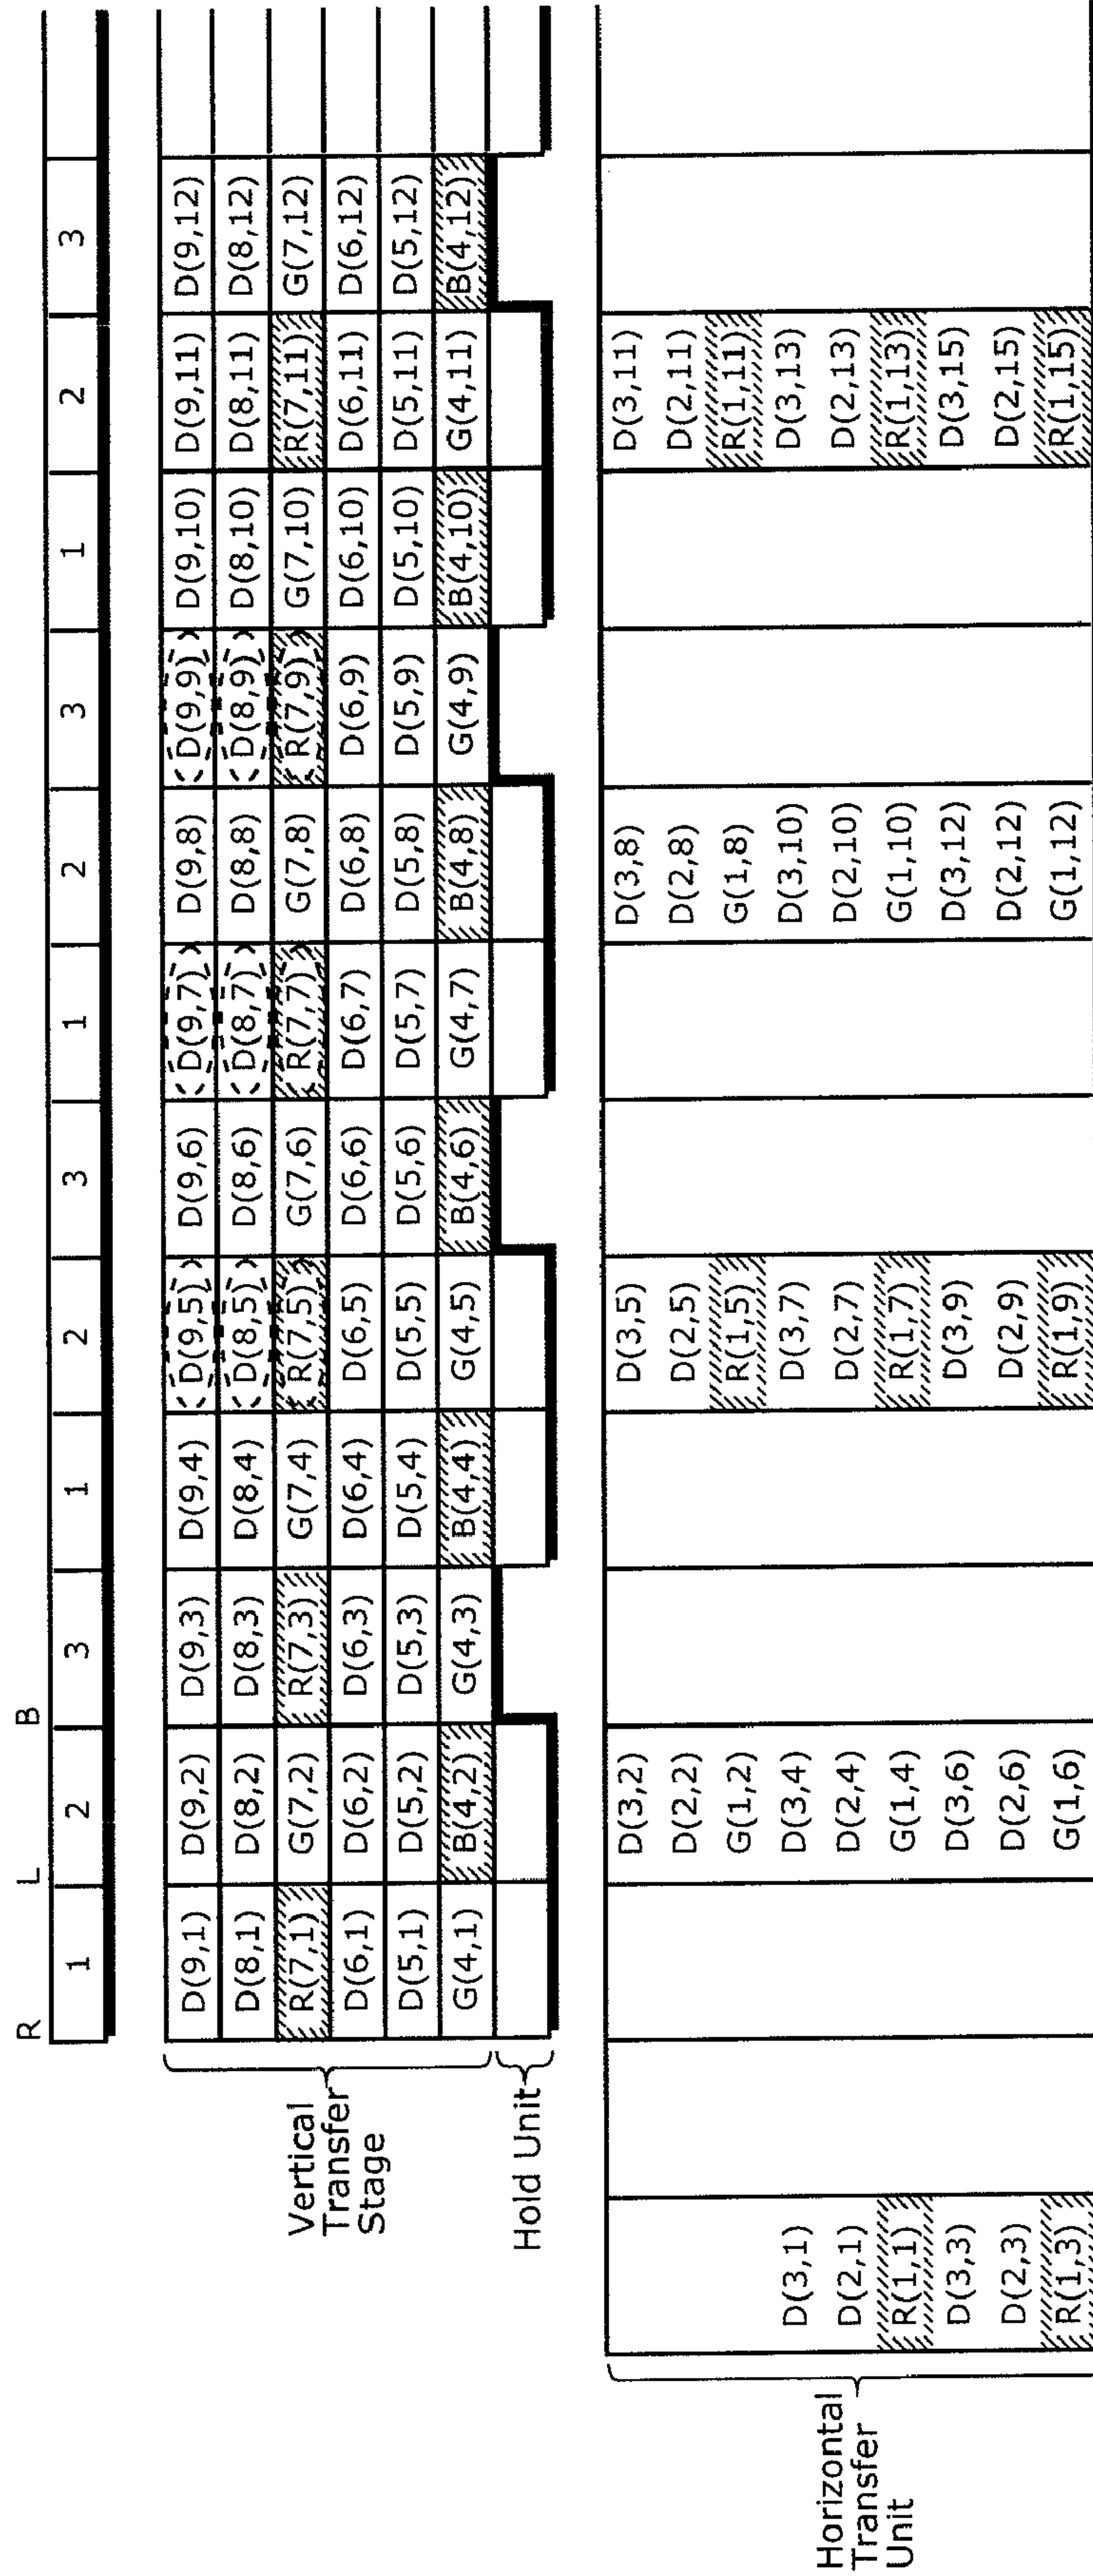 R L B
1 2 3 1 2 3 1 2 3 1 2 3
Vertical
Transfer
Stage
D(9,1) D(9,2) D(9,3) D(9,4) D(9,5) D(9,6) D(9,7) D(9,8) D(9,9) D(9,10) D(9,11) D(9,12)
D(8,1) D(8,2) D(8,3) D(8,4) D(8,5) D(8,6) D(8,7) D(8,8) D(8,9) D(8,10) D(8,11) D(8,12)
R(7,1) G(7,2) R(7,3) G(7,4) R(7,5) G(7,6) R(7,7) G(7,8) R(7,9) G(7,10) R(7,11) G(7,12)
D(6,1) D(6,2) D(6,3) D(6,4) D(6,5) D(6,6) D(6,7) D(6,8) D(6,9) D(6,10) D(6,11) D(6,12)
D(5,1) D(5,2) D(5,3) D(5,4) D(5,5) D(5,6) D(5,7) D(5,8) D(5,9) D(5,10) D(5,11) D(5,12)
G(4,1) B(4,2) G(4,3) B(4,4) G(4,5) B(4,6) G(4,7) B(4,8) G(4,9) B(4,10) G(4,11) B(4,12)
Hold Unit
Horizontal
Transfer
Unit
D(3,2) D(3,5) D(3,8) D(3,11)
D(2,2) D(2,5) D(2,8) D(2,11)
G(1,2) R(1,5) G(1,8) R(1,11)
D(3,1) D(3,4) D(3,7) D(3,10) D(3,13)
D(2,1) D(2,4) D(2,7) D(2,10) D(2,13)
R(1,1) G(1,4) R(1,7) G(1,10) R(1,13)
D(3,3) D(3,6) D(3,9) D(3,12) D(3,15)
D(2,3) D(2,6) D(2,9) D(2,12) D(2,15)
R(1,3) G(1,6) R(1,9) G(1,12) R(1,15)